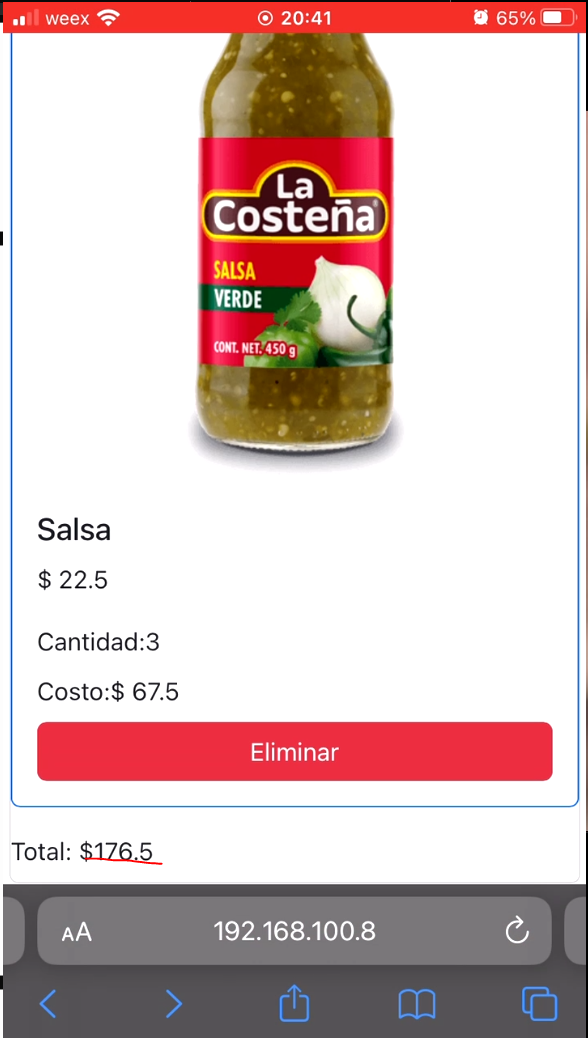 weex 20:41 65%
La
Costeña
SALSA
VERDE
CONT. NET. 450 g
Salsa
$ 22.5
Cantidad:3
Costo:$ 67.5
Eliminar
Total: $176.5
AA 192.168.100.8